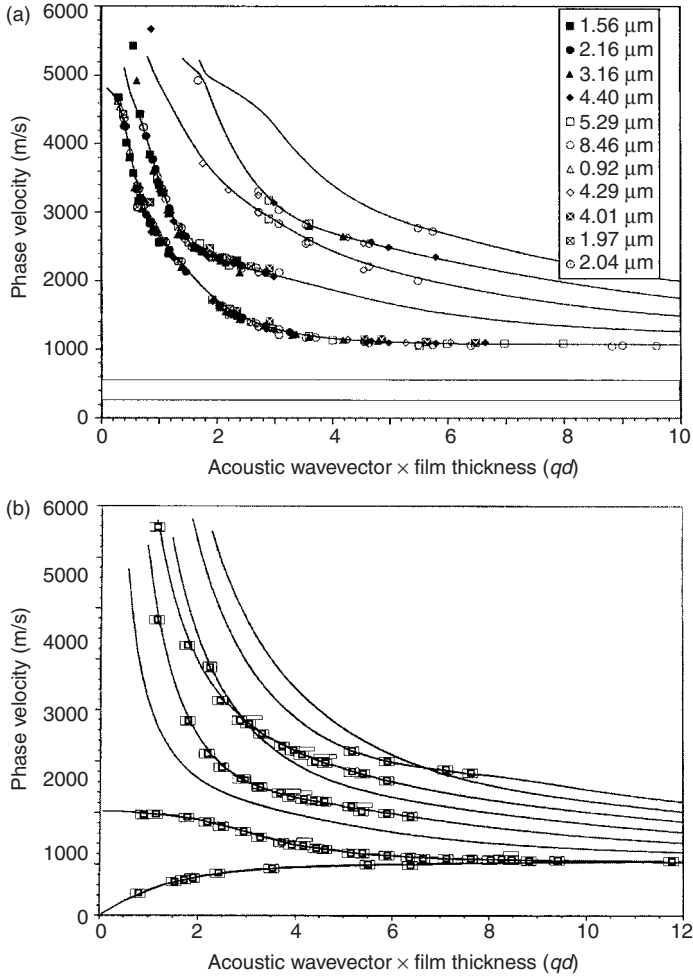 (a)
6000
5000
4000
3000
2000
1000
0
Phase velocity (m/s)
1.56 μm
2.16 μm
3.16 μm
4.40 μm
5.29 μm
8.46 μm
0.92 μm
4.29 μm
4.01 μm
1.97 μm
2.04 μm
0 2 4 6 8 10
Acoustic wavevector × film thickness (qd)
(b)
6000
5000
4000
3000
2000
1000
0
Phase velocity (m/s)
0 2 4 6 8 10 12
Acoustic wavevector × film thickness (qd)